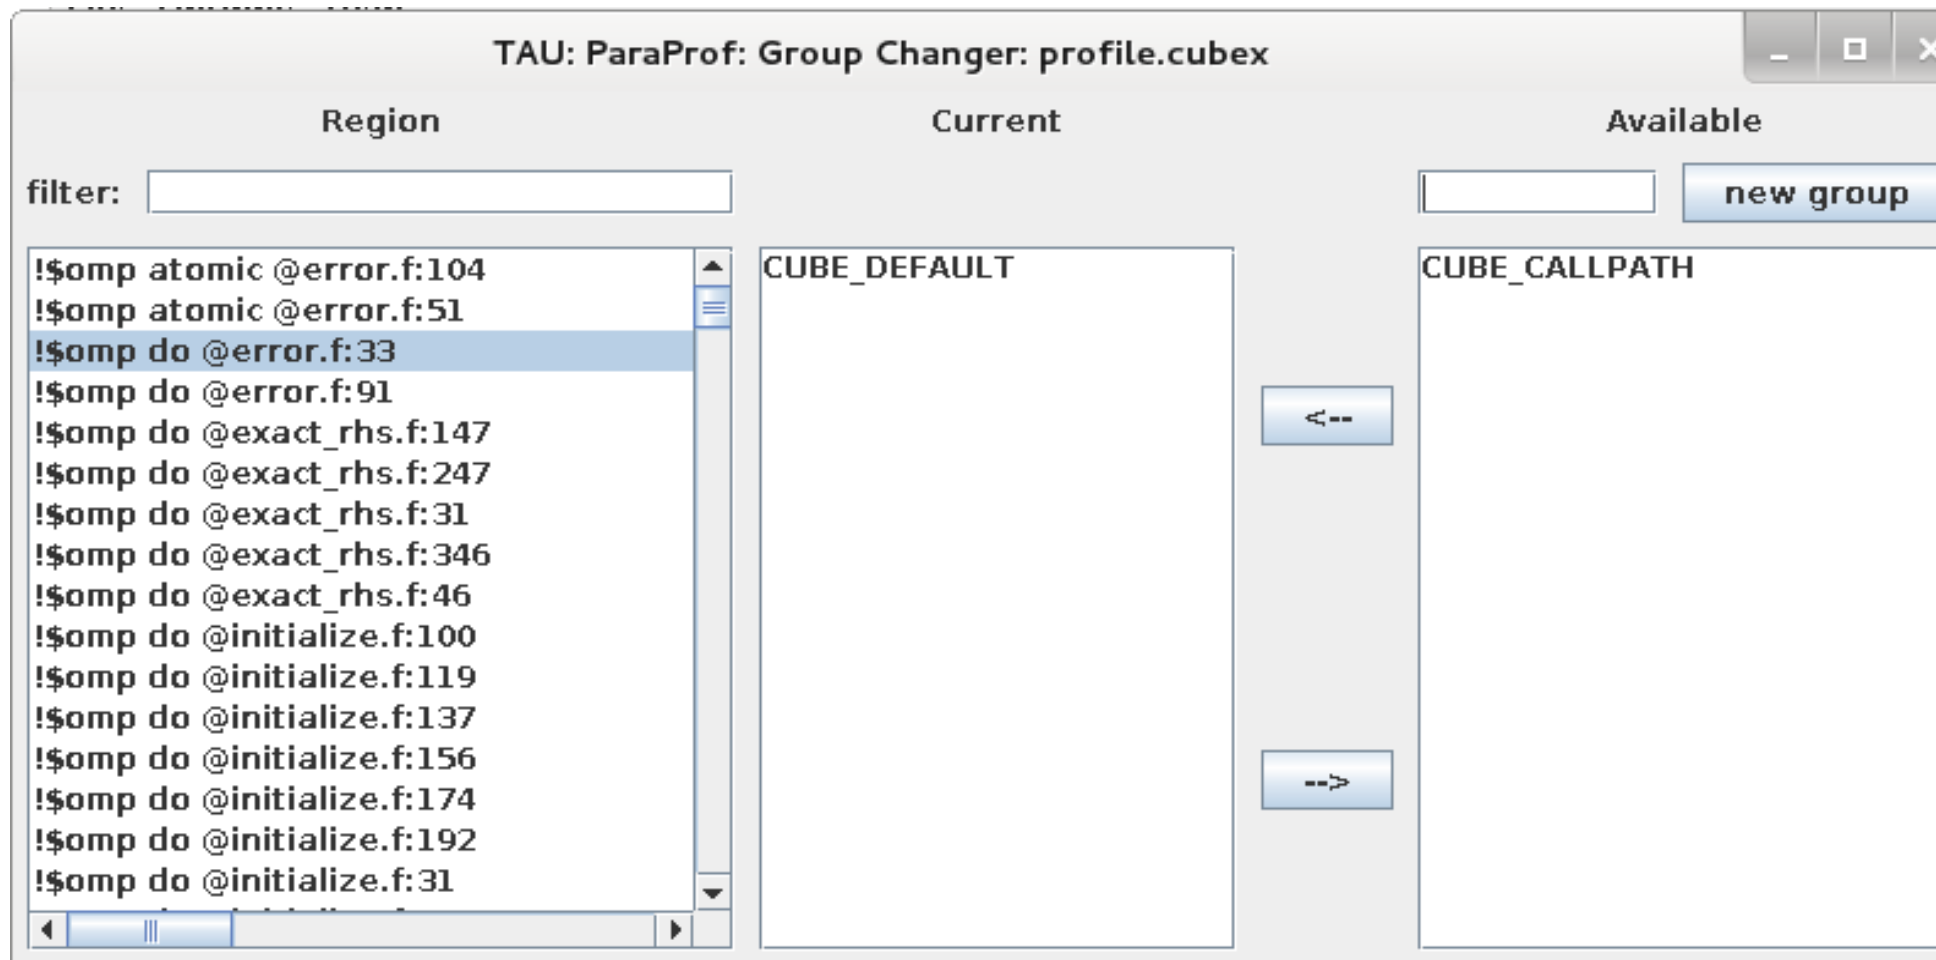 TAU: ParaProf: Group Changer: profile.cubex
Region
Current
Available
filter:
new group
!$omp atomic @error.f:104
!$omp atomic @error.f:51
!$omp do @error.f:33
!$omp do @error.f:91
!$omp do @exact_rhs.f:147
!$omp do @exact_rhs.f:247
!$omp do @exact_rhs.f:31
!$omp do @exact_rhs.f:346
!$omp do @exact_rhs.f:46
!$omp do @initialize.f:100
!$omp do @initialize.f:119
!$omp do @initialize.f:137
!$omp do @initialize.f:156
!$omp do @initialize.f:174
!$omp do @initialize.f:192
!$omp do @initialize.f:31
CUBE_DEFAULT
<--
-->
CUBE_CALLPATH